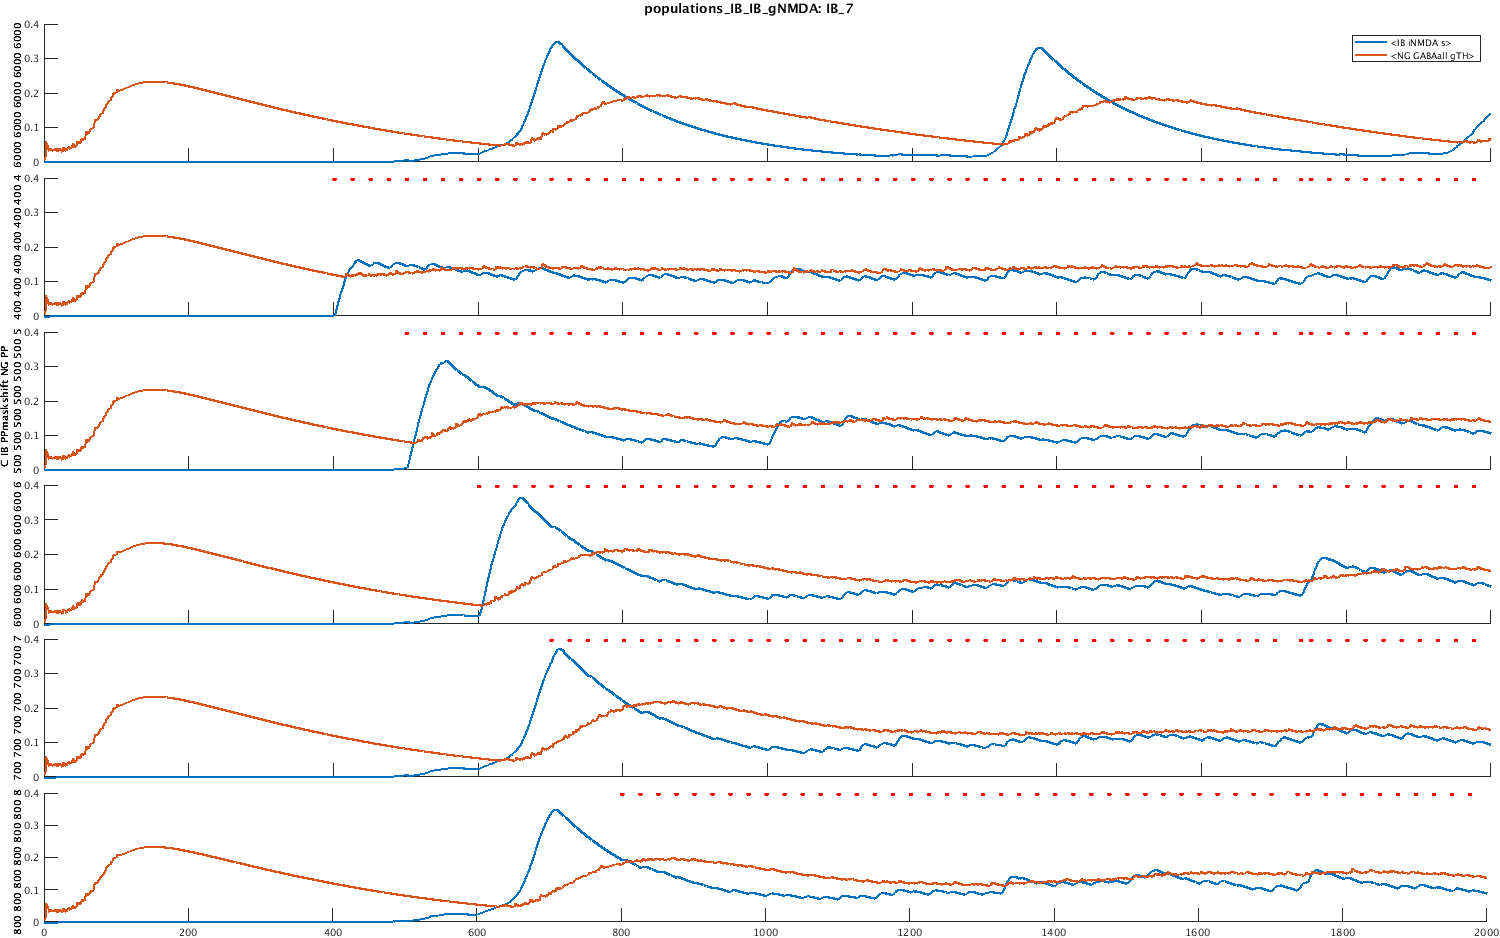 populations_IB_IB_gNMDA: IB_7
<IB iNMDA s>
<NG GABAall gTH>
6000 6000 6000 6000 6000
0.4
0.3
0.2
0.1
0
400 400 400 400 400 4
0.4
0.3
0.2
0.1
0
C IB PPmaskshift NG PP
500 500 500 500 500 5
0.4
0.3
0.2
0.1
0
600 600 600 600 600 6
0.4
0.3
0.2
0.1
0
700 700 700 700 700 7
0.4
0.3
0.2
0.1
0
800 800 800 800 800 8
0.4
0.3
0.2
0.1
0
0 200 400 600 800 1000 1200 1400 1600 1800 2000